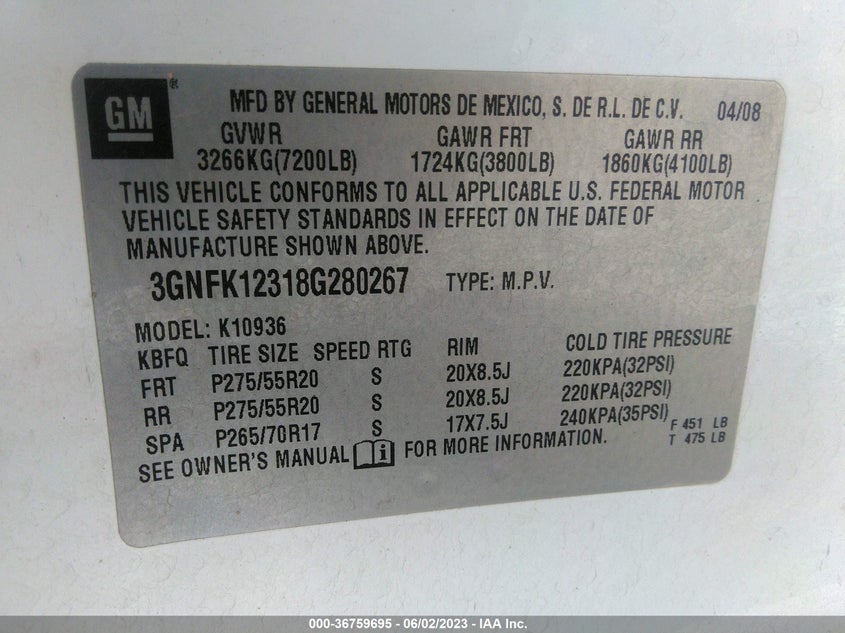 GM ®
MFD BY GENERAL MOTORS DE MEXICO, S. DE R.L. DE C.V. 04/08
GVWR GAWR FRT GAWR RR
3266KG(7200LB) 1724KG(3800LB) 1860KG(4100LB)
THIS VEHICLE CONFORMS TO ALL APPLICABLE U.S. FEDERAL MOTOR
VEHICLE SAFETY STANDARDS IN EFFECT ON THE DATE OF
MANUFACTURE SHOWN ABOVE.
3GNFK12318G280267 TYPE: M.P.V.
MODEL: K10936
KBFQ TIRE SIZE SPEED RTG RIM COLD TIRE PRESSURE
FRT P275/55R20 S 20X8.5J 220KPA(32PSI)
RR P275/55R20 S 20X8.5J 220KPA(32PSI)
SPA P265/70R17 S 17X7.5J 240KPA(35PSI) F 451 LB
SEE OWNER'S MANUAL i FOR MORE INFORMATION. T 475 LB
000-36759695 - 06/02/2023 - IAA Inc.